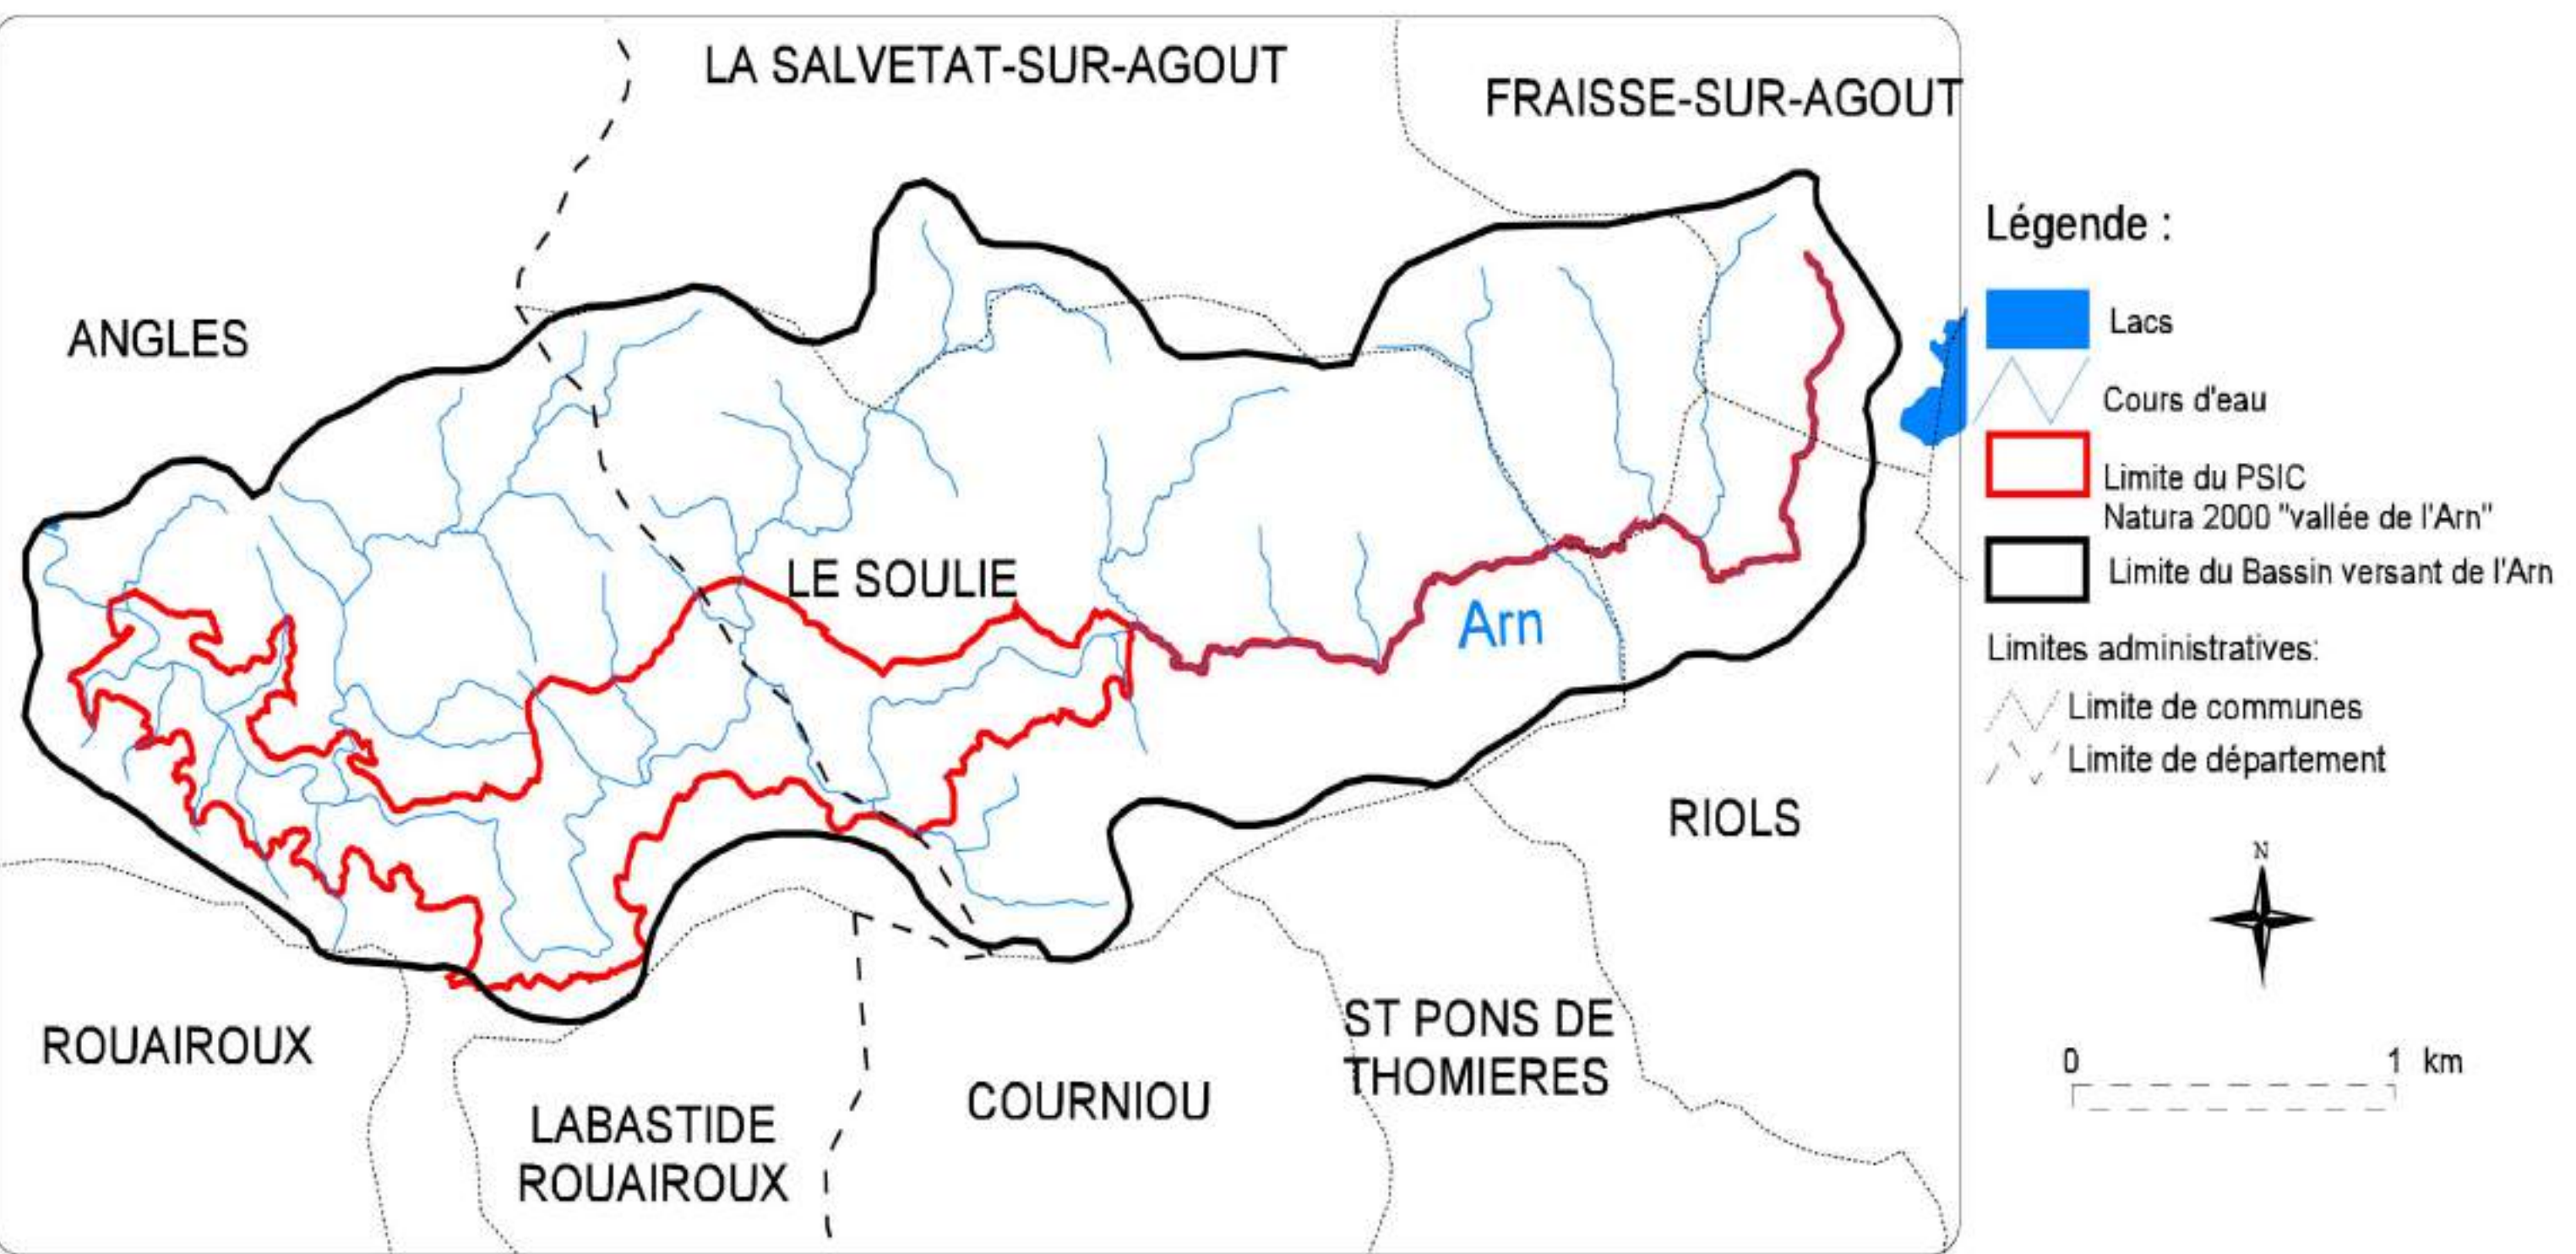 LA SALVETAT-SUR-AGOUT
FRAISSE-SUR-AGOUT
ANGLES
LE SOULIE
Arn
RIOLS
ROUAIROUX
LABASTIDE
ROUAIROUX
COURNIOU
ST PONS DE
THOMIERES
Légende :
Lacs
Cours d'eau
Limite du PSIC
Natura 2000 "vallée de l'Arn"
Limite du Bassin versant de l'Arn
Limites administratives:
Limite de communes
Limite de département
N
0 1 km